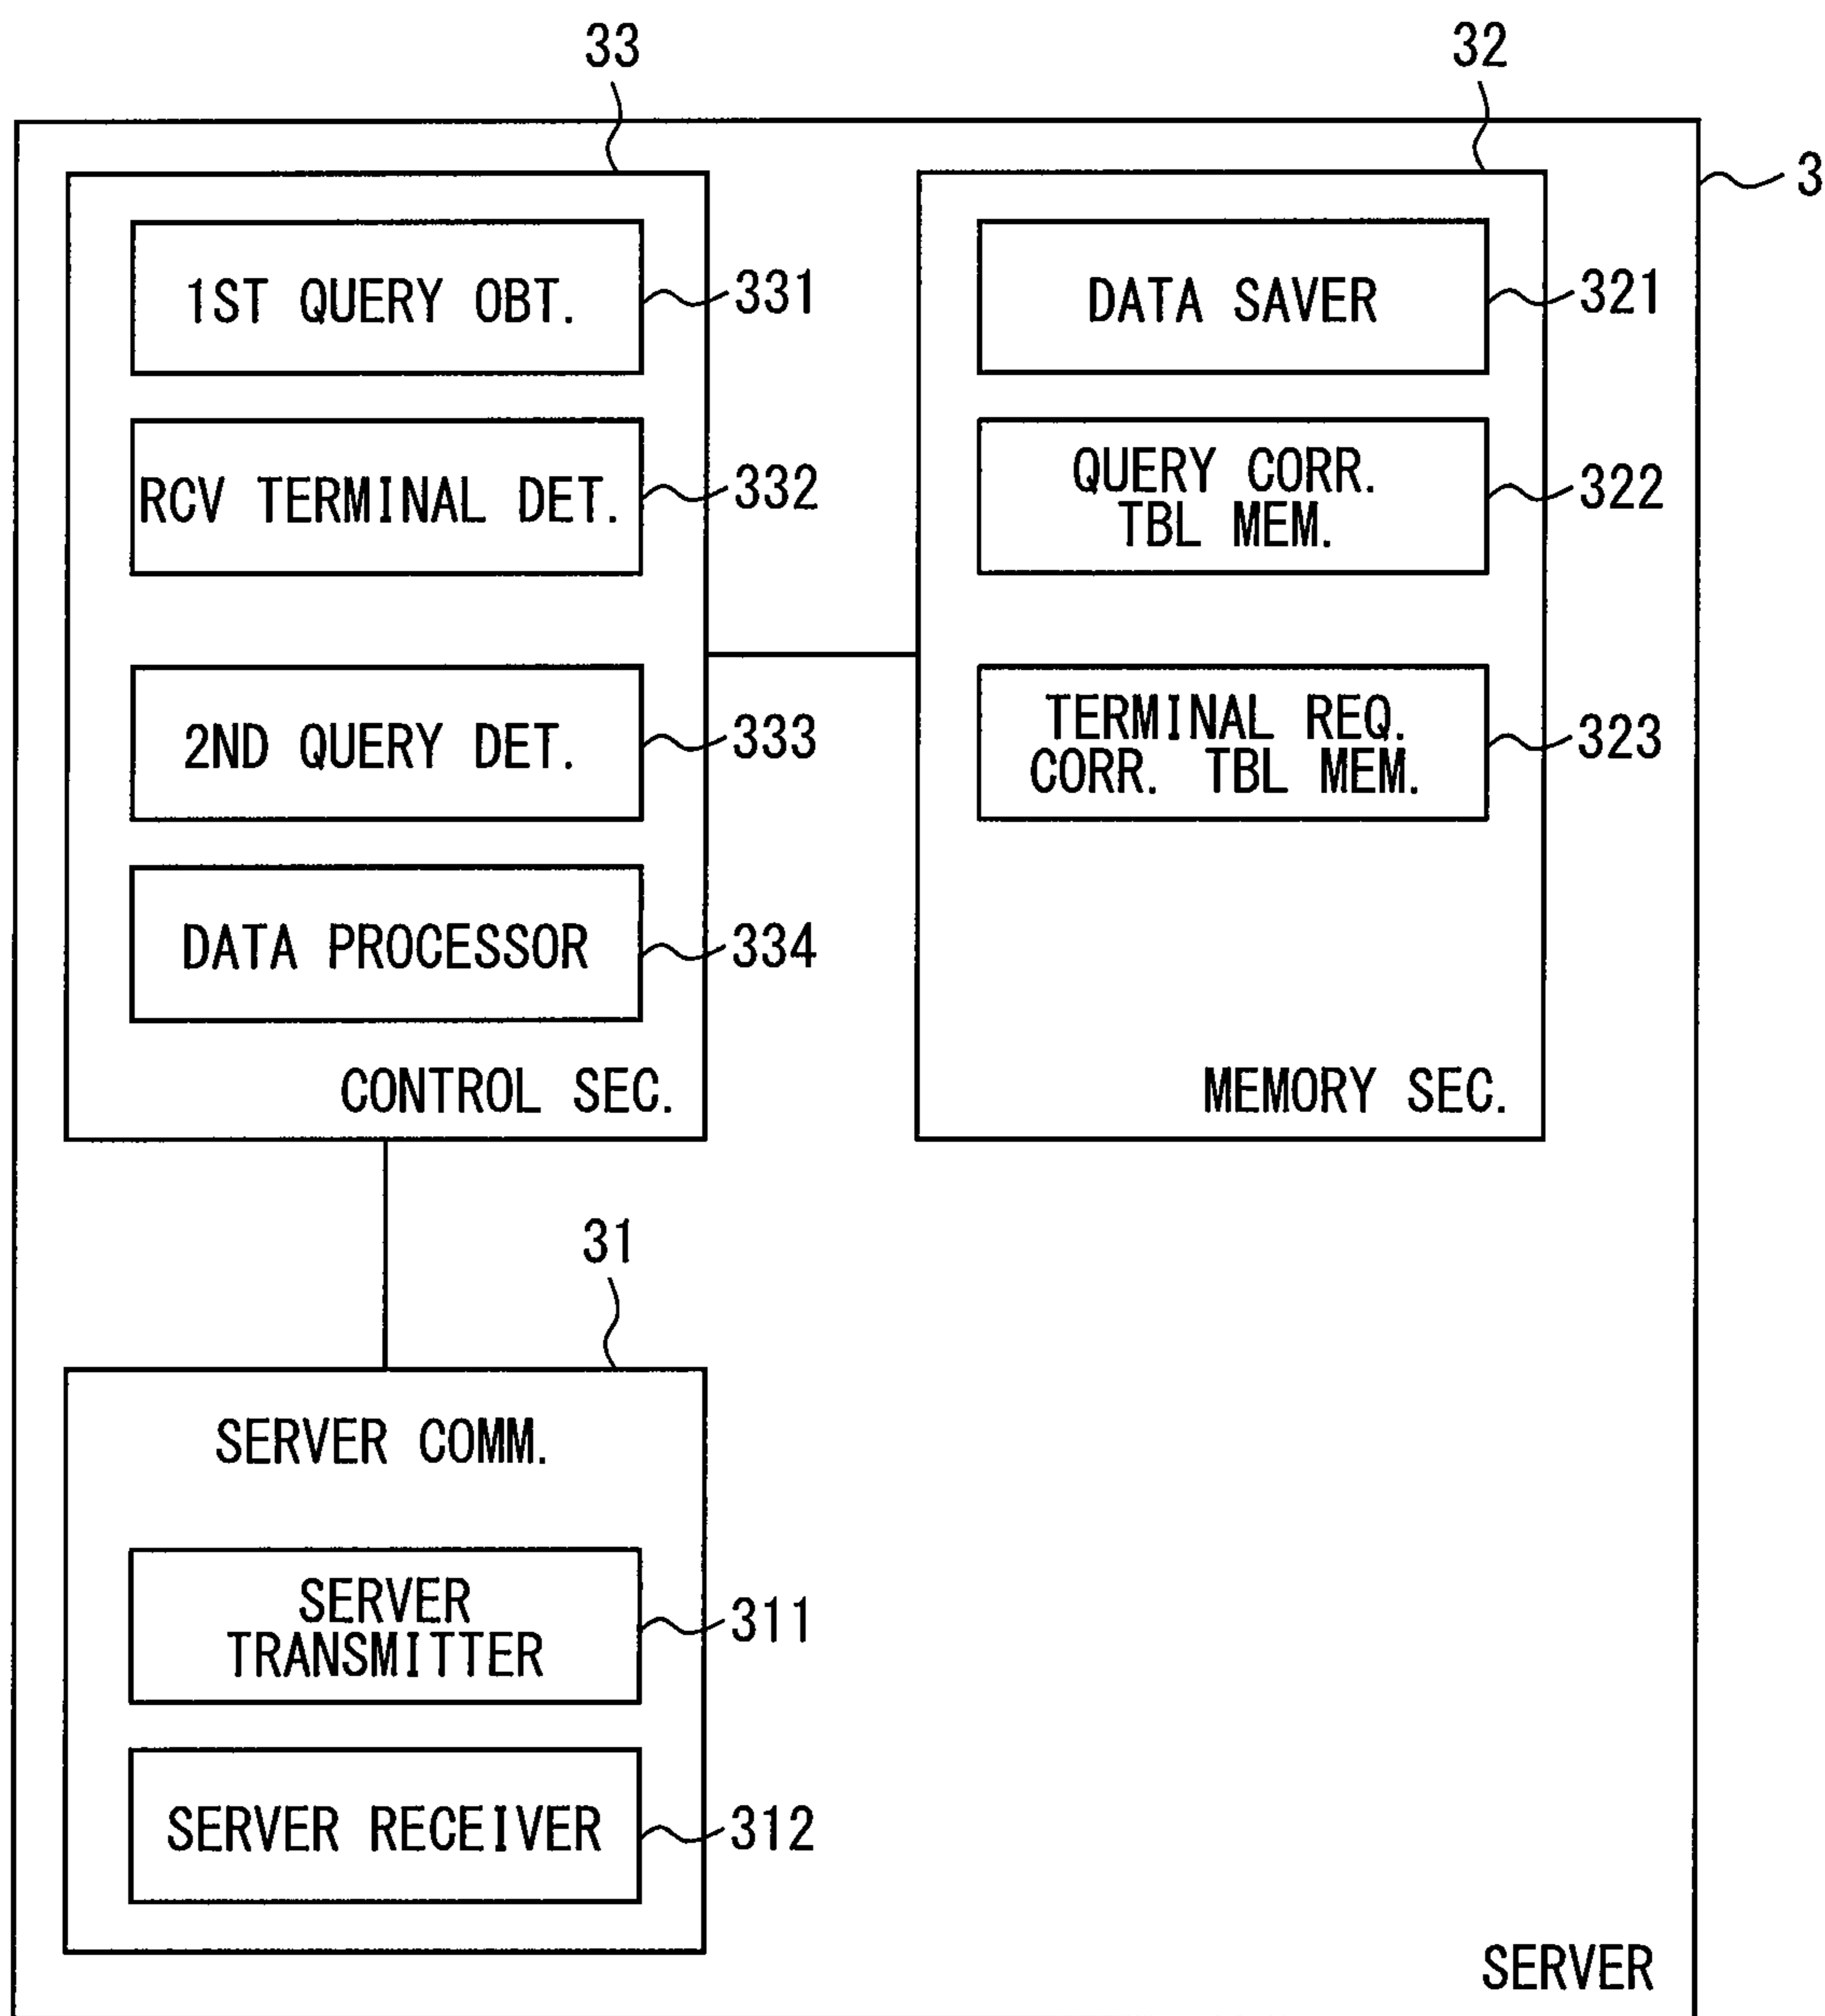 33
32
3
1ST QUERY OBT.
331
DATA SAVER
321
RCV TERMINAL DET.
332
QUERY CORR.
TBL MEM.
322
2ND QUERY DET.
333
TERMINAL REQ.
CORR. TBL MEM.
323
DATA PROCESSOR
334
CONTROL SEC.
MEMORY SEC.
31
SERVER COMM.
SERVER
TRANSMITTER
311
SERVER RECEIVER
312
SERVER